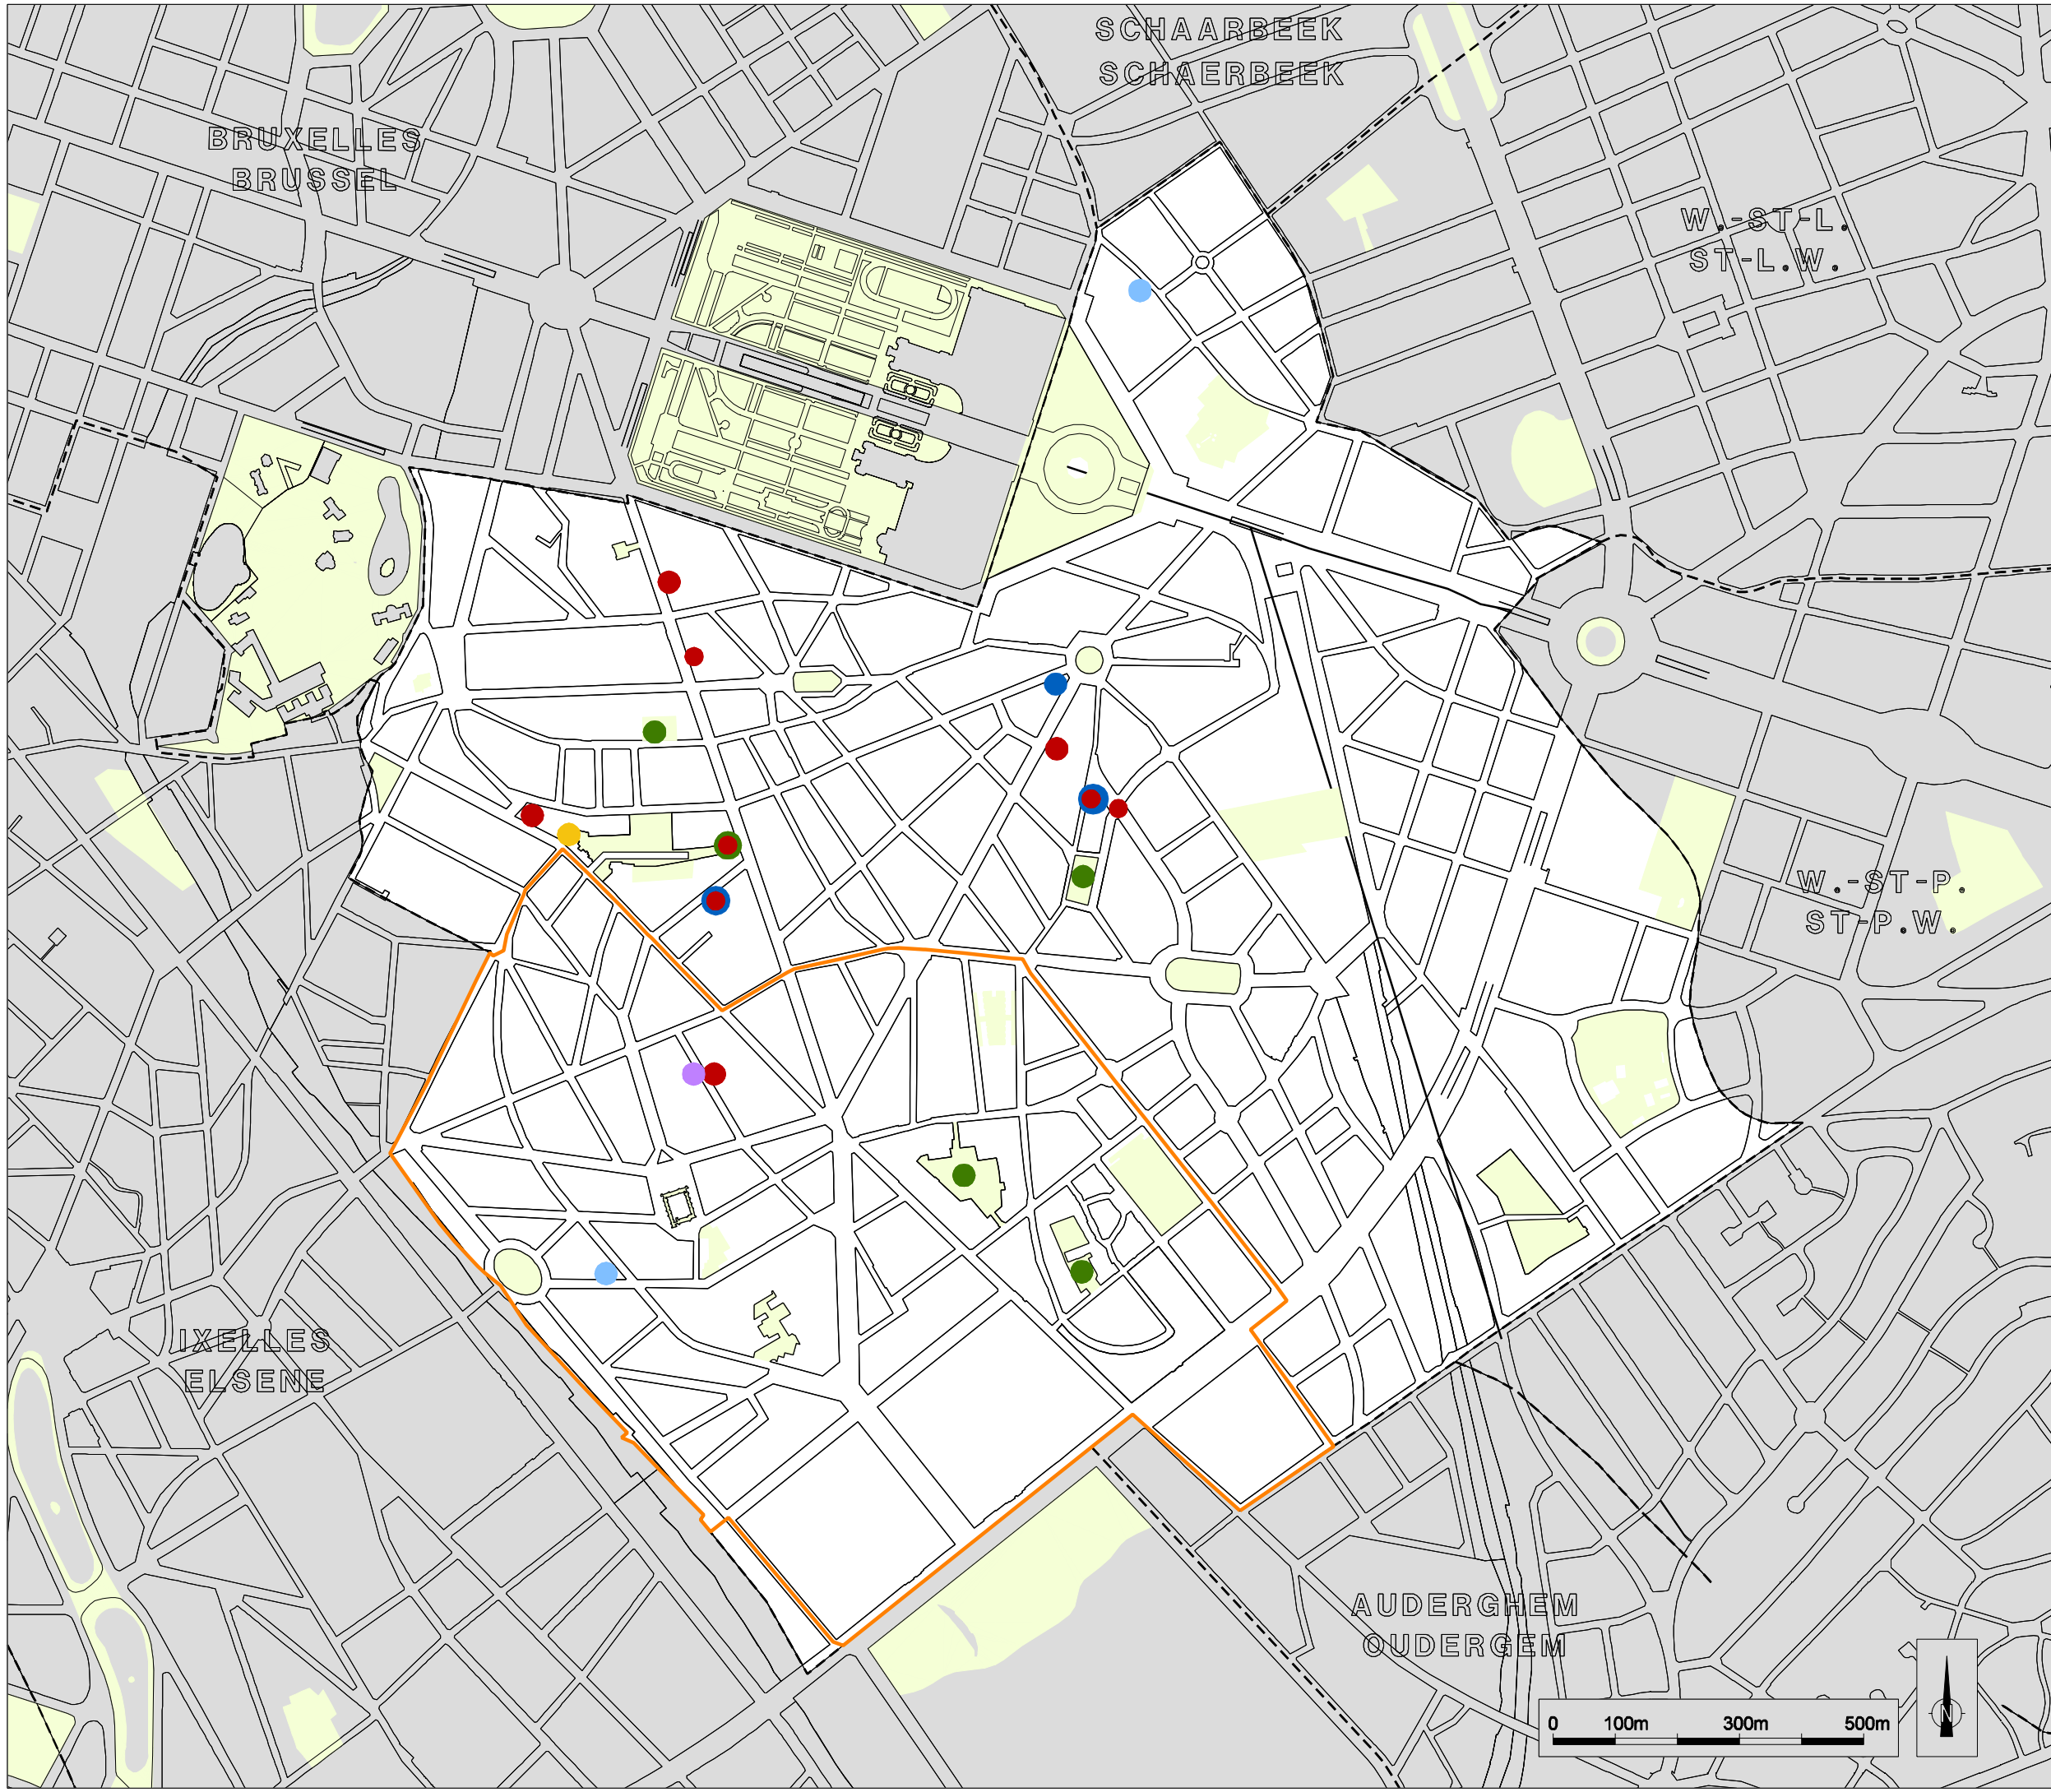 SCHAARBEEK
SCHAERBEEK
BRUXELLES
BRUSSEL
W.-ST-L.
ST-L.W.
W.-ST-P.
ST-P.W.
IXELLES
ELSENE
AUDERGHEM
OUDERGEM
0 100m 300m 500m
N